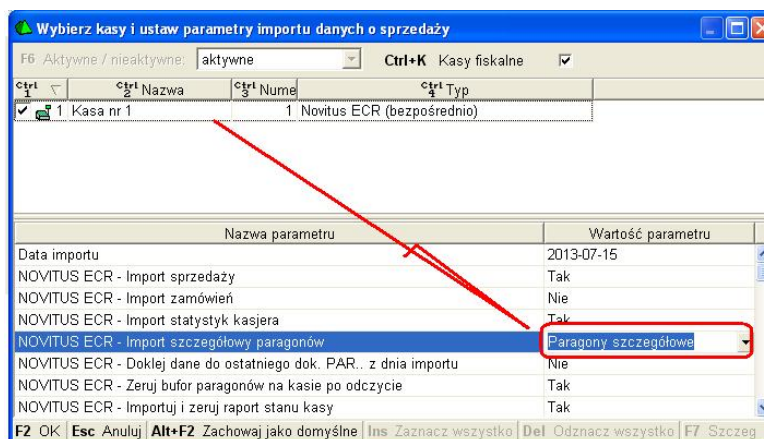 Wybierz kasy i ustaw parametry importu danych o sprzedaży
F6 Aktywne / nieaktywne: aktywne Ctrl+K Kasy fiskalne
Ctrl 1 Ctrl 2 Nazwa Ctrl 3 Nume Ctrl 4 Typ
1 Kasa nr 1 1 Novitus ECR (bezpośrednio)
Nazwa parametru Wartość parametru
Data importu 2013-07-15
NOVITUS ECR - Import sprzedaży Tak
NOVITUS ECR - Import zamówień Nie
NOVITUS ECR - Import statystyk kasjera Tak
NOVITUS ECR - Import szczegółowy paragonów Paragony szczegółowe
NOVITUS ECR - Doklej dane do ostatniego dok. PAR.. z dnia importu Nie
NOVITUS ECR - Zeruj bufor paragonów na kasie po odczycie Tak
NOVITUS ECR - Importuj i zeruj raport stanu kasy Tak
F2 OK Esc Anuluj Alt+F2 Zachowaj jako domyślne Ins Zaznacz wszystko Del Odznacz wszystko F7 Szczeg